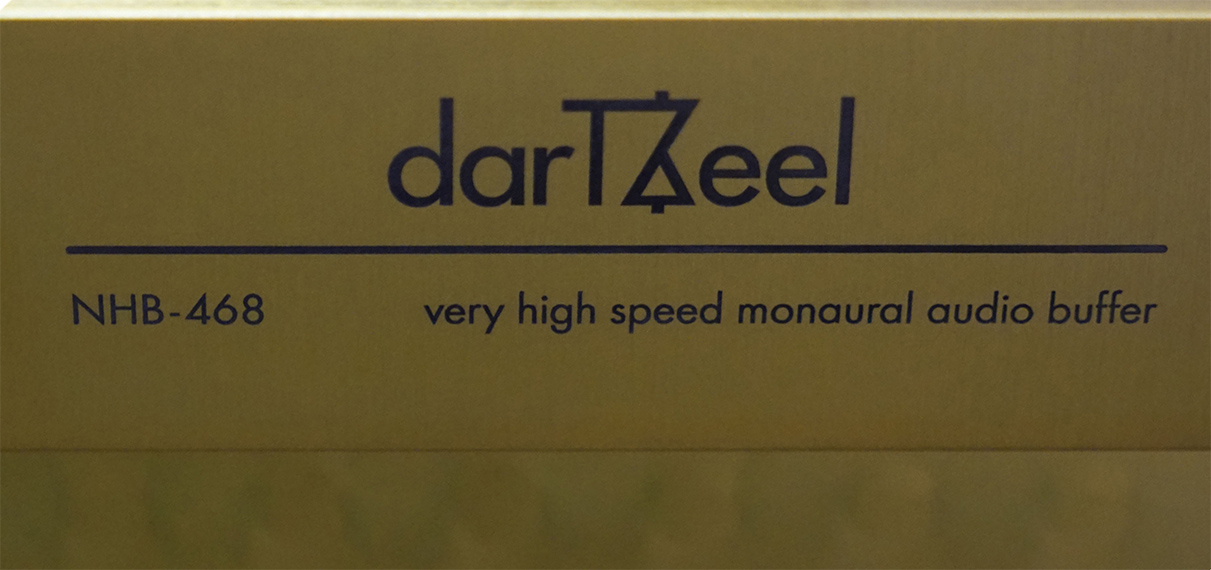 darTZeel
NHB-468 very high speed monaural audio buffer